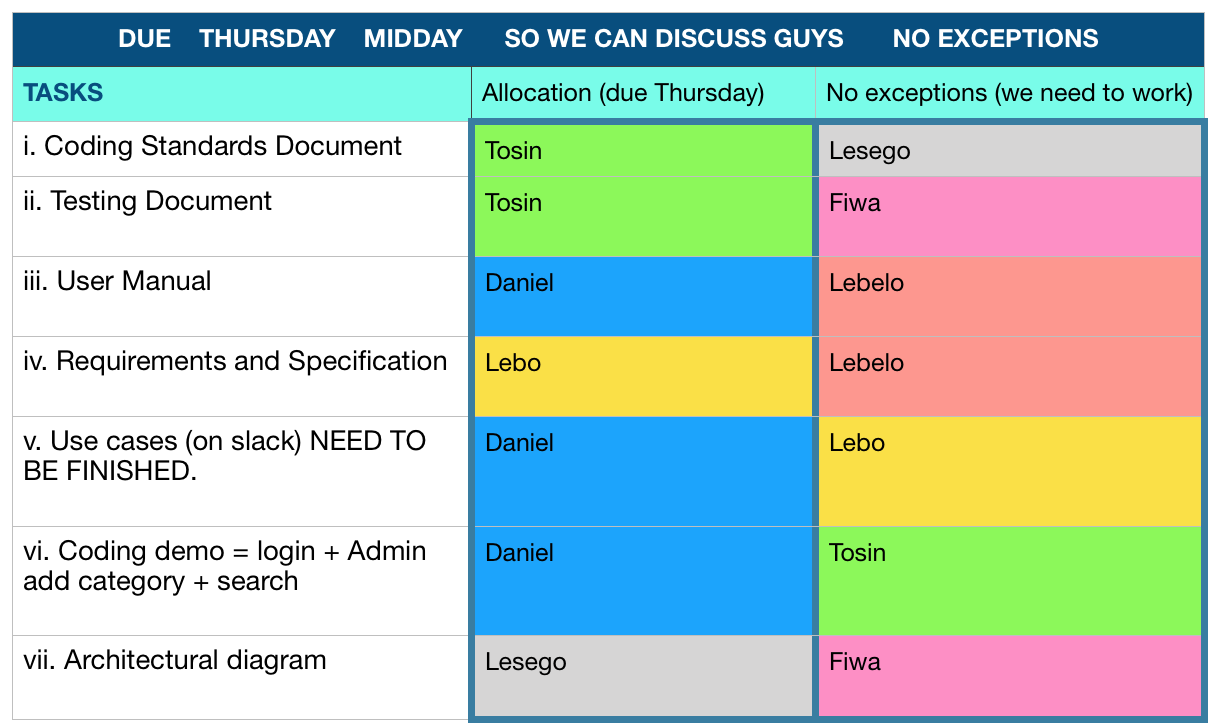 DUE THURSDAY MIDDAY SO WE CAN DISCUSS GUYS NO EXCEPTIONS
TASKS Allocation (due Thursday) No exceptions (we need to work)
i. Coding Standards Document Tosin Lesego
ii. Testing Document Tosin Fiwa
iii. User Manual Daniel Lebelo
iv. Requirements and Specification Lebo Lebelo
v. Use cases (on slack) NEED TO Daniel Lebo
BE FINISHED.
vi. Coding demo = login + Admin Daniel Tosin
add category + search
vii. Architectural diagram Lesego Fiwa